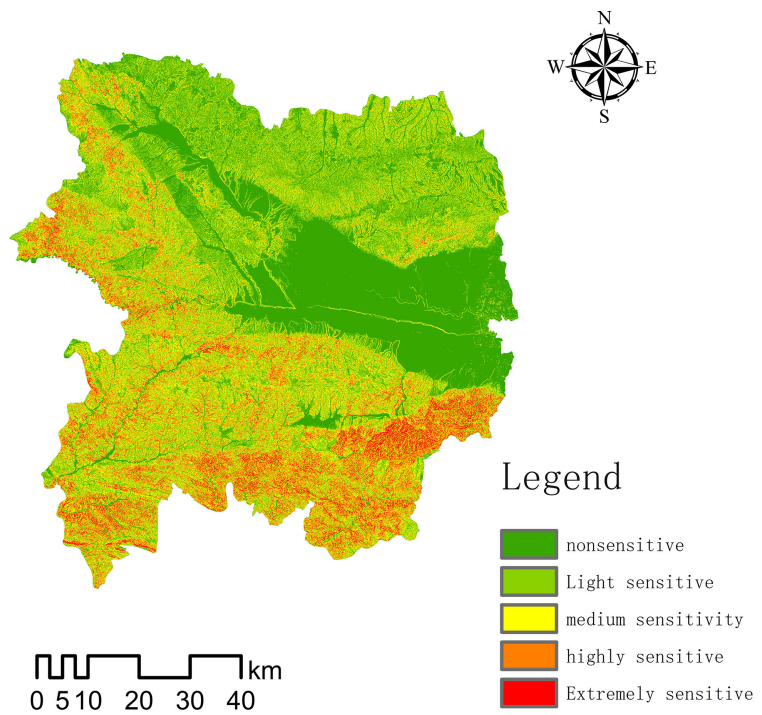 N
W E
S
Legend
nonsensitive
Light sensitive
medium sensitivity
highly sensitive
Extremely sensitive
km
0 5 10 20 30 40